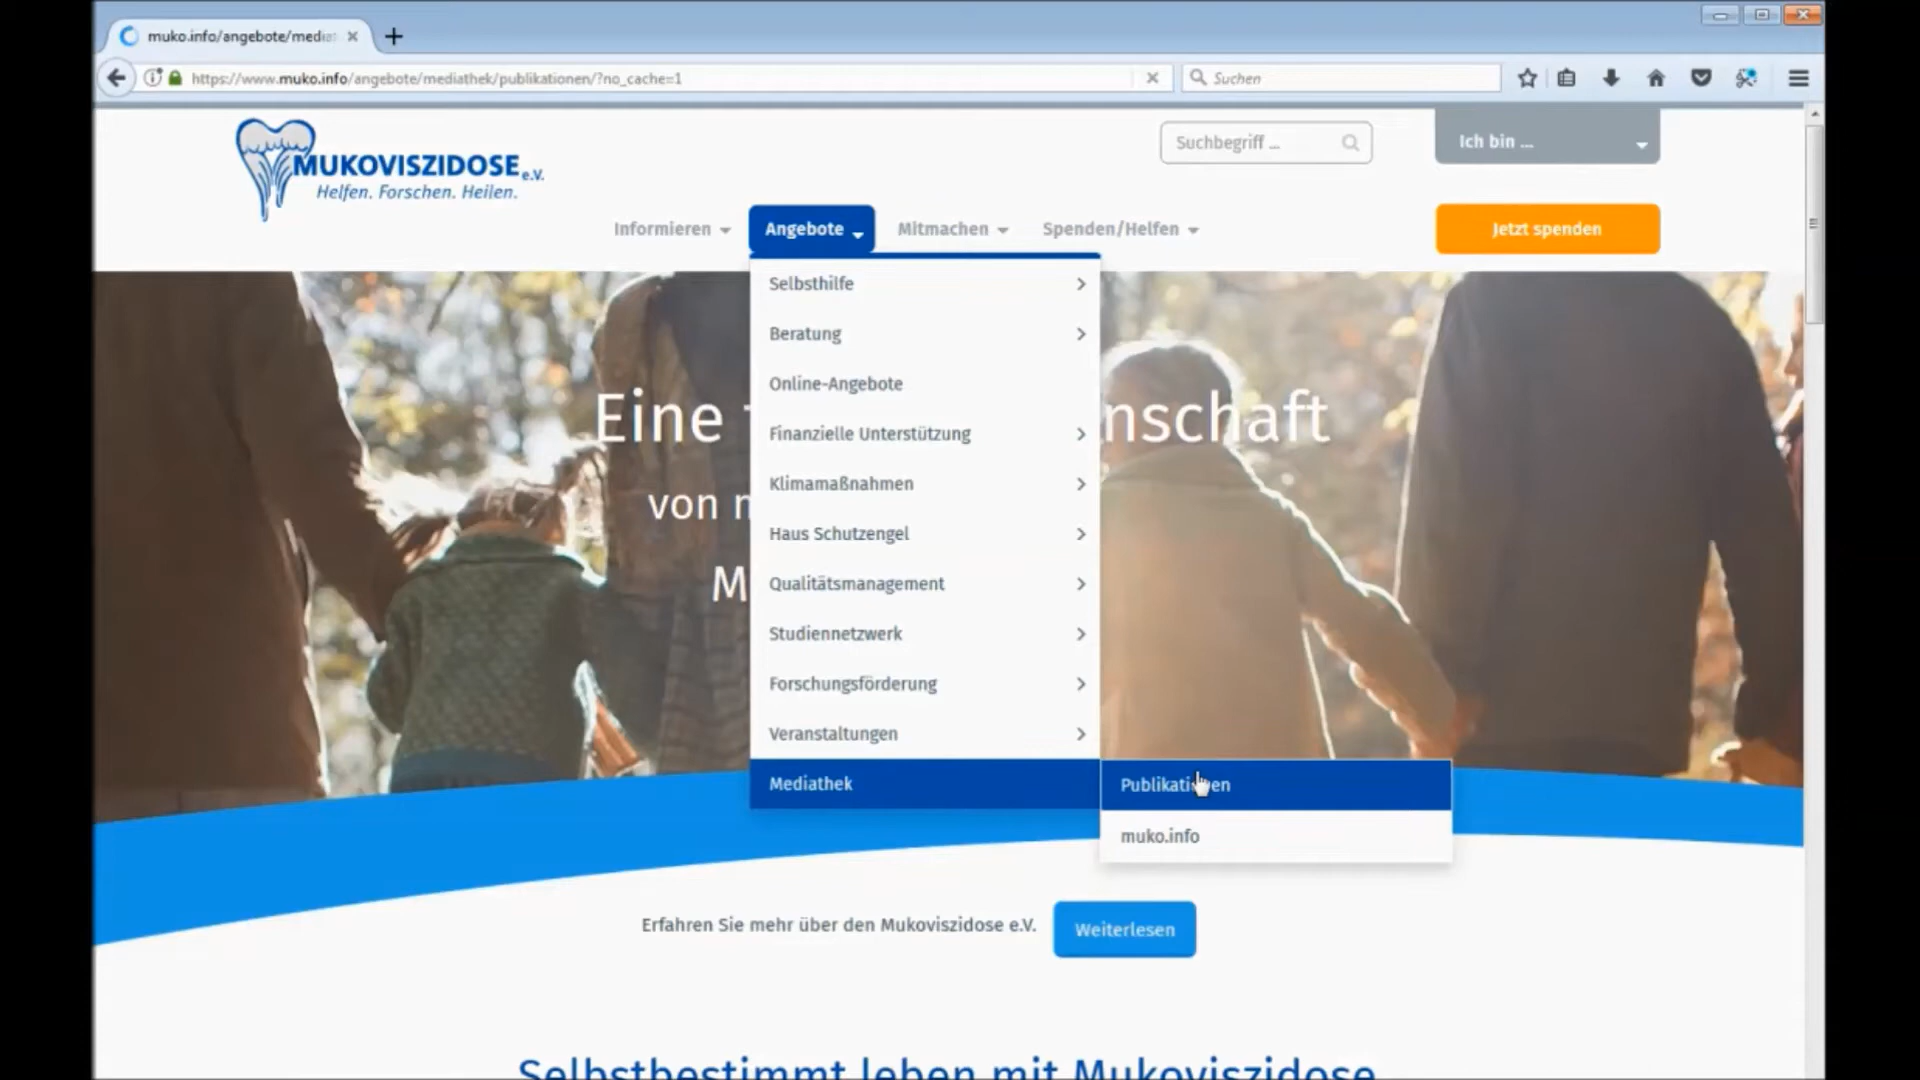 muko.info/angebote/media
https://www.muko.info/angebote/mediathek/publikationen/?no_cache=1
Suchen
MUKOVISZIDOSE e.V.
Helfen. Forschen. Heilen.
Suchbegriff ...
Ich bin ...
Informieren
Angebote
Mitmachen
Spenden/Helfen
Jetzt spenden
Selbsthilfe
Beratung
Online-Angebote
Eine
nschaft
Finanzielle Unterstützung
Klimamaßnahmen
von
Haus Schutzengel
Qualitätsmanagement
M
Studiennetzwerk
Forschungsförderung
Veranstaltungen
Mediathek
Publikationen
muko.info
Erfahren Sie mehr über den Mukoviszidose e.V.
Weiterlesen
Selbstbestimmt leben mit Mukoviszidose